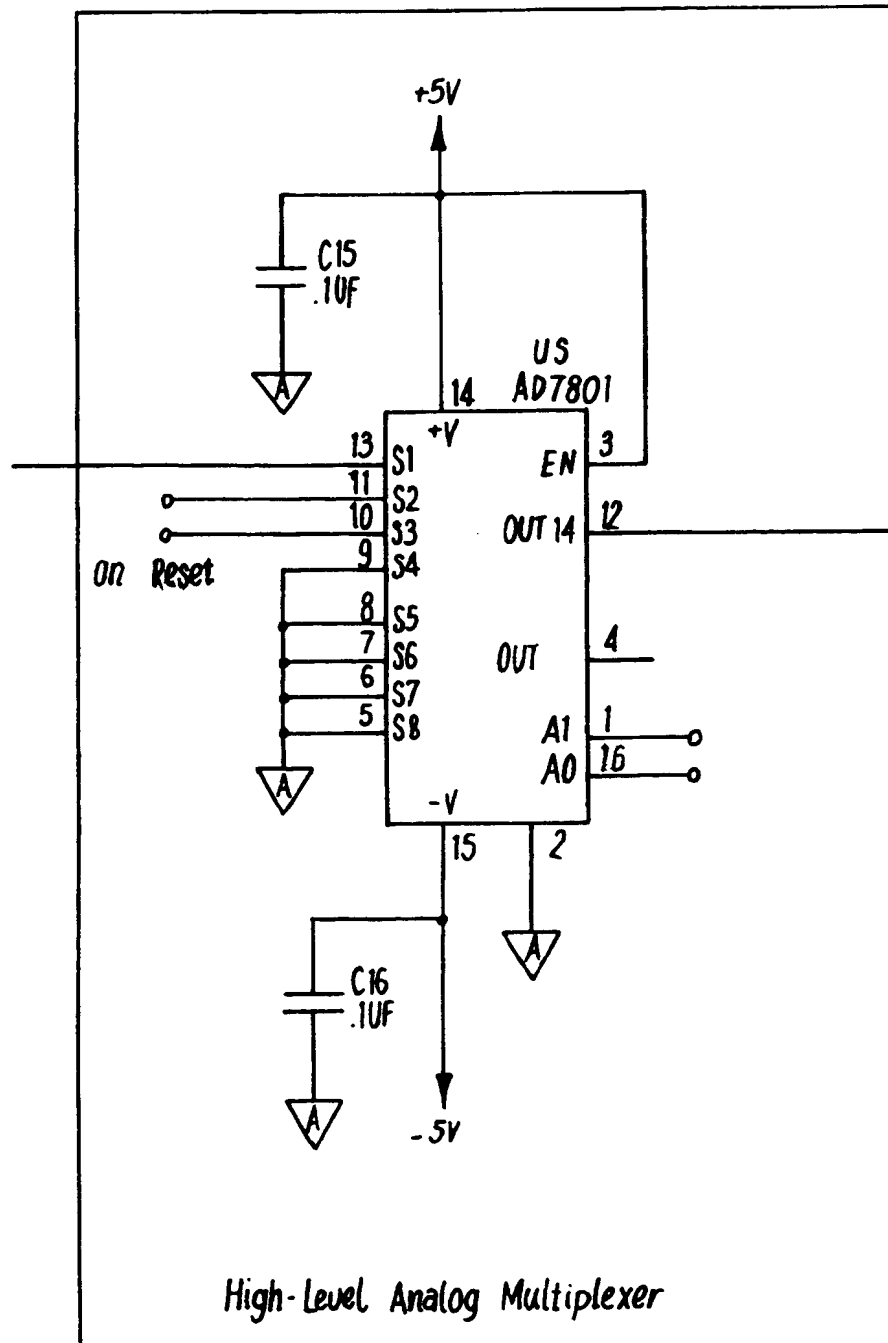 +5V
C15
.1UF
A
US
AD7801
14
+V
13 S1
EN 3
11 S2
10 S3
OUT 14 12
on Reset
9 S4
8 S5
7 S6
OUT 4
6 S7
5 S8
A1 1
A0 16
A
-V
15
2
A
C16
.1UF
A
-5V
High-Level Analog Multiplexer